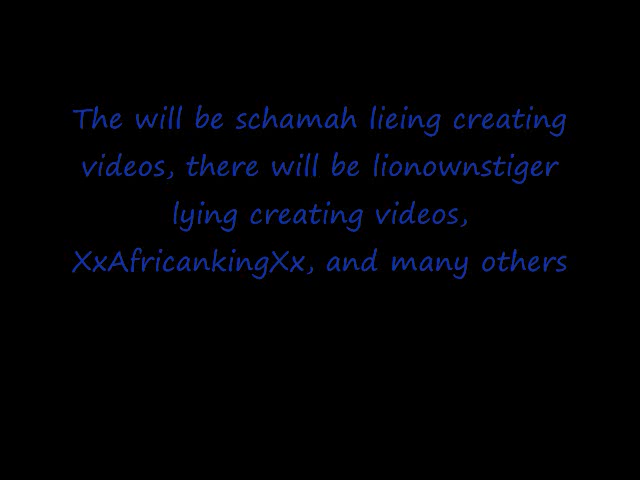 The will be schamah lieing creating
videos, there will be lionownstiger
lying creating videos,
XxAfricankingXx, and many others